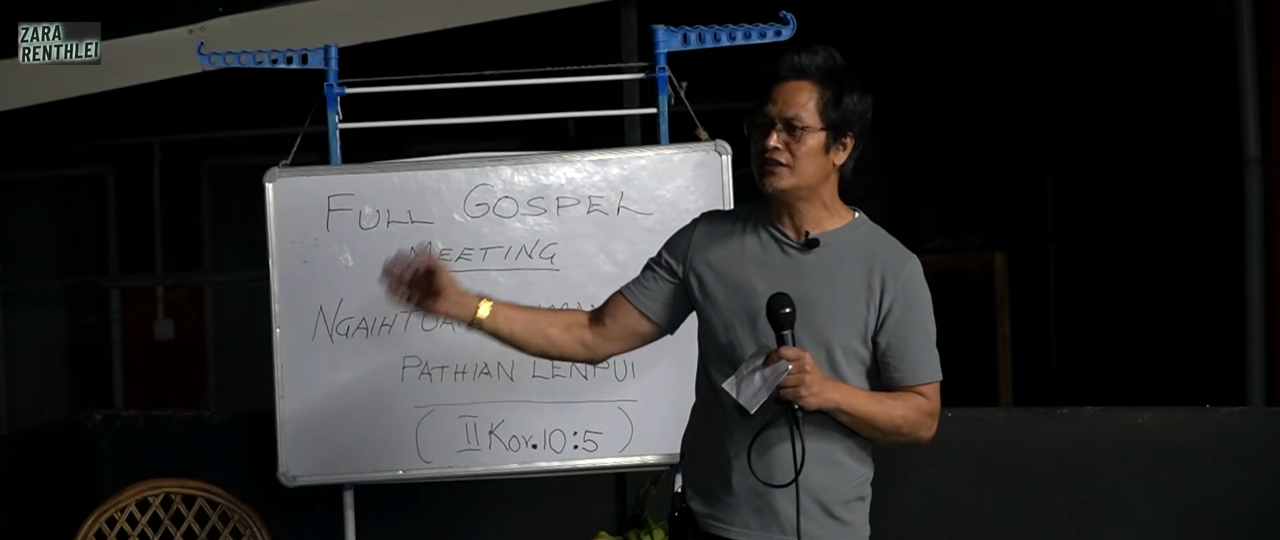 ZARA
RENTHLEI
FULL GOSPEL
MEETING
PATHIAN LENPUI
(II Kor.10:5)